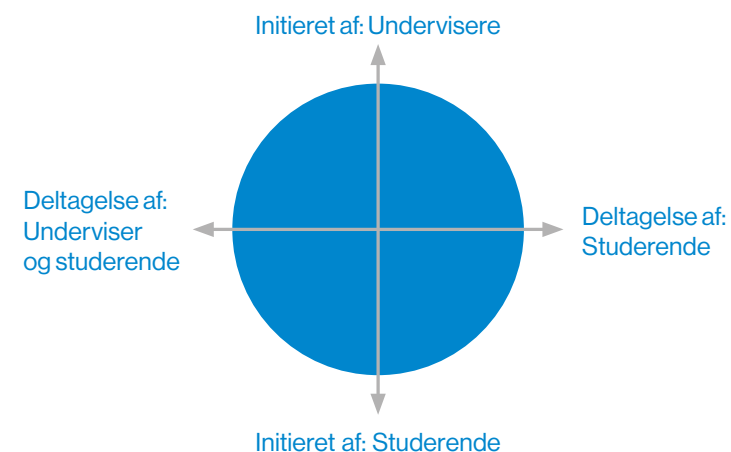 Initieret af: Undervisere
Deltagelse af:
Underviser
og studerende
Deltagelse af:
Studerende
Initieret af: Studerende